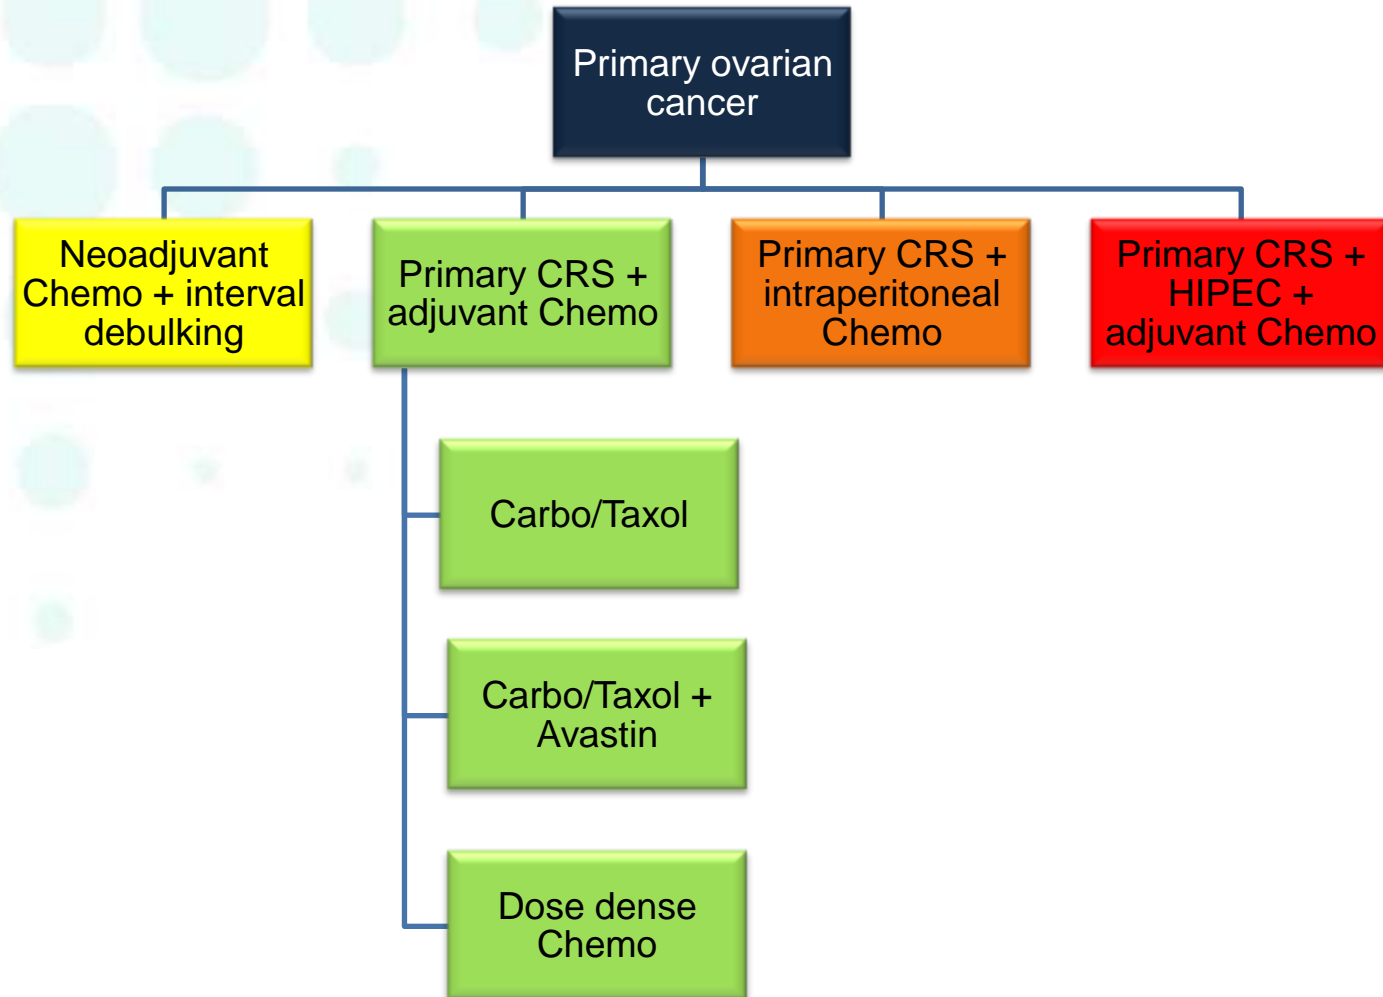 Primary ovarian
cancer
Neoadjuvant
Chemo + interval
debulking
Primary CRS +
adjuvant Chemo
Primary CRS +
intraperitoneal
Chemo
Primary CRS +
HIPEC +
adjuvant Chemo
Carbo/Taxol
Carbo/Taxol +
Avastin
Dose dense
Chemo